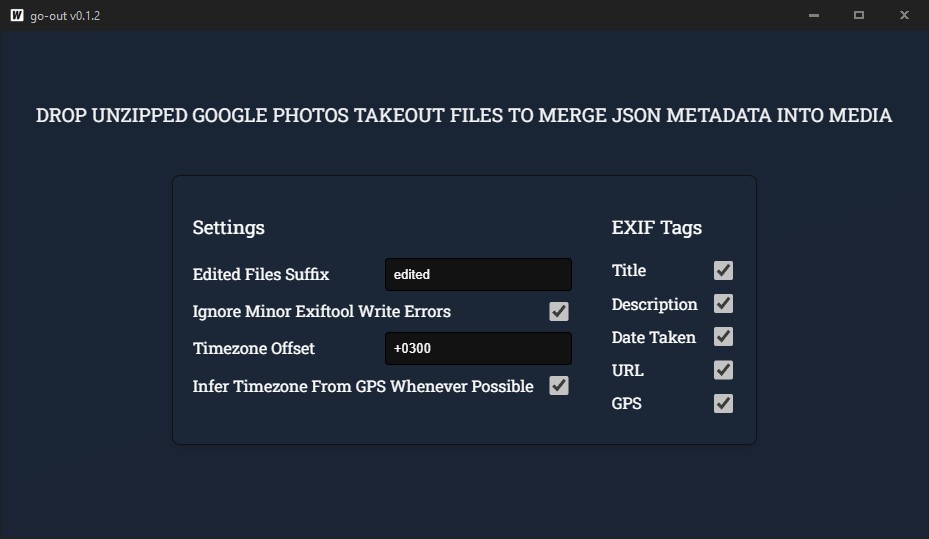 go-out v0.1.2
DROP UNZIPPED GOOGLE PHOTOS TAKEOUT FILES TO MERGE JSON METADATA INTO MEDIA
Settings
Edited Files Suffix edited
Ignore Minor Exiftool Write Errors
Timezone Offset +0300
Infer Timezone From GPS Whenever Possible
EXIF Tags
Title
Description
Date Taken
URL
GPS